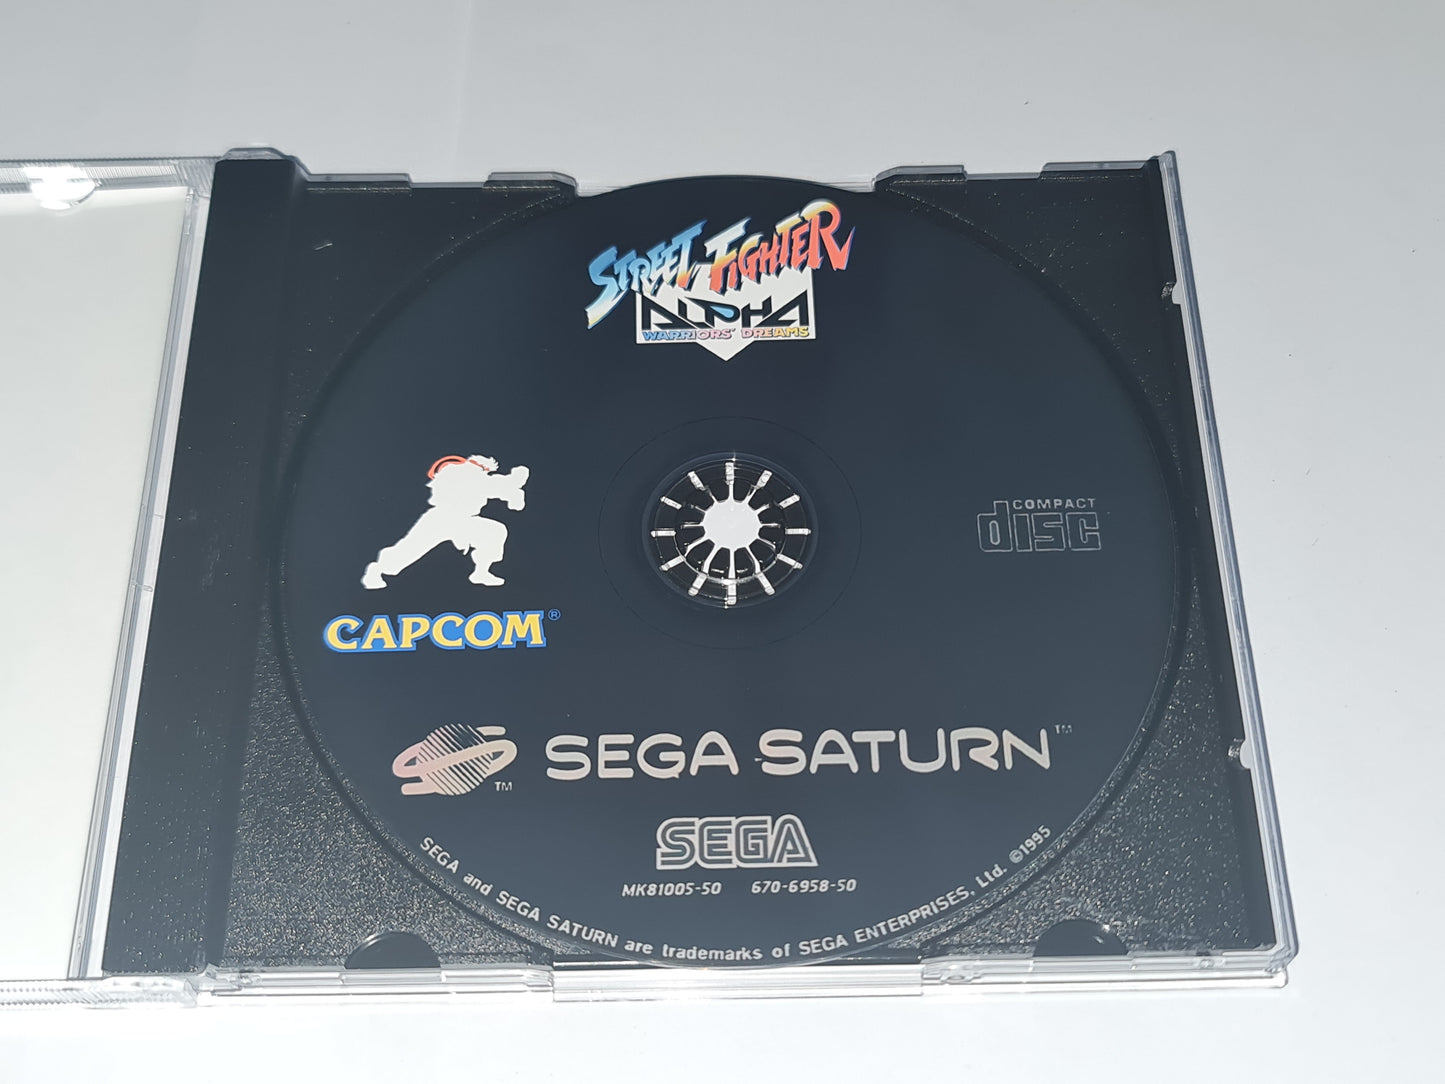 STREET FIGHTER
ALPHA
WARRIORS' DREAMS
COMPACT
disc
CAPCOM®
TM
SEGA SATURN™
SEGA
MK81005-50 670-6958-50
SEGA and SEGA SATURN are trademarks of SEGA ENTERPRISES, Ltd. ©1995